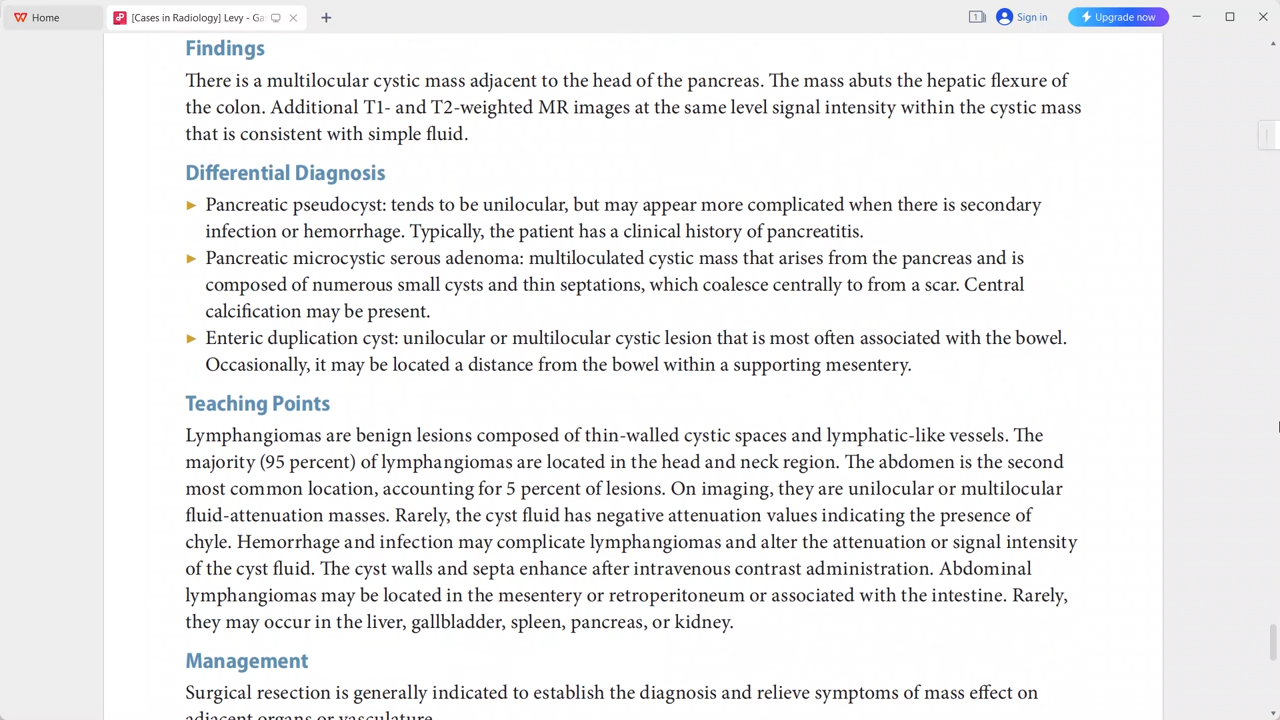 Home
[Cases in Radiology] Levy - Ga
1
Sign in
Upgrade now
Findings
There is a multilocular cystic mass adjacent to the head of the pancreas. The mass abuts the hepatic flexure of
the colon. Additional T1- and T2-weighted MR images at the same level signal intensity within the cystic mass
that is consistent with simple fluid.
Differential Diagnosis
► Pancreatic pseudocyst: tends to be unilocular, but may appear more complicated when there is secondary
infection or hemorrhage. Typically, the patient has a clinical history of pancreatitis.
► Pancreatic microcystic serous adenoma: multiloculated cystic mass that arises from the pancreas and is
composed of numerous small cysts and thin septations, which coalesce centrally to from a scar. Central
calcification may be present.
► Enteric duplication cyst: unilocular or multilocular cystic lesion that is most often associated with the bowel.
Occasionally, it may be located a distance from the bowel within a supporting mesentery.
Teaching Points
Lymphangiomas are benign lesions composed of thin-walled cystic spaces and lymphatic-like vessels. The
majority (95 percent) of lymphangiomas are located in the head and neck region. The abdomen is the second
most common location, accounting for 5 percent of lesions. On imaging, they are unilocular or multilocular
fluid-attenuation masses. Rarely, the cyst fluid has negative attenuation values indicating the presence of
chyle. Hemorrhage and infection may complicate lymphangiomas and alter the attenuation or signal intensity
of the cyst fluid. The cyst walls and septa enhance after intravenous contrast administration. Abdominal
lymphangiomas may be located in the mesentery or retroperitoneum or associated with the intestine. Rarely,
they may occur in the liver, gallbladder, spleen, pancreas, or kidney.
Management
Surgical resection is generally indicated to establish the diagnosis and relieve symptoms of mass effect on
adjacent organs or vasculature.